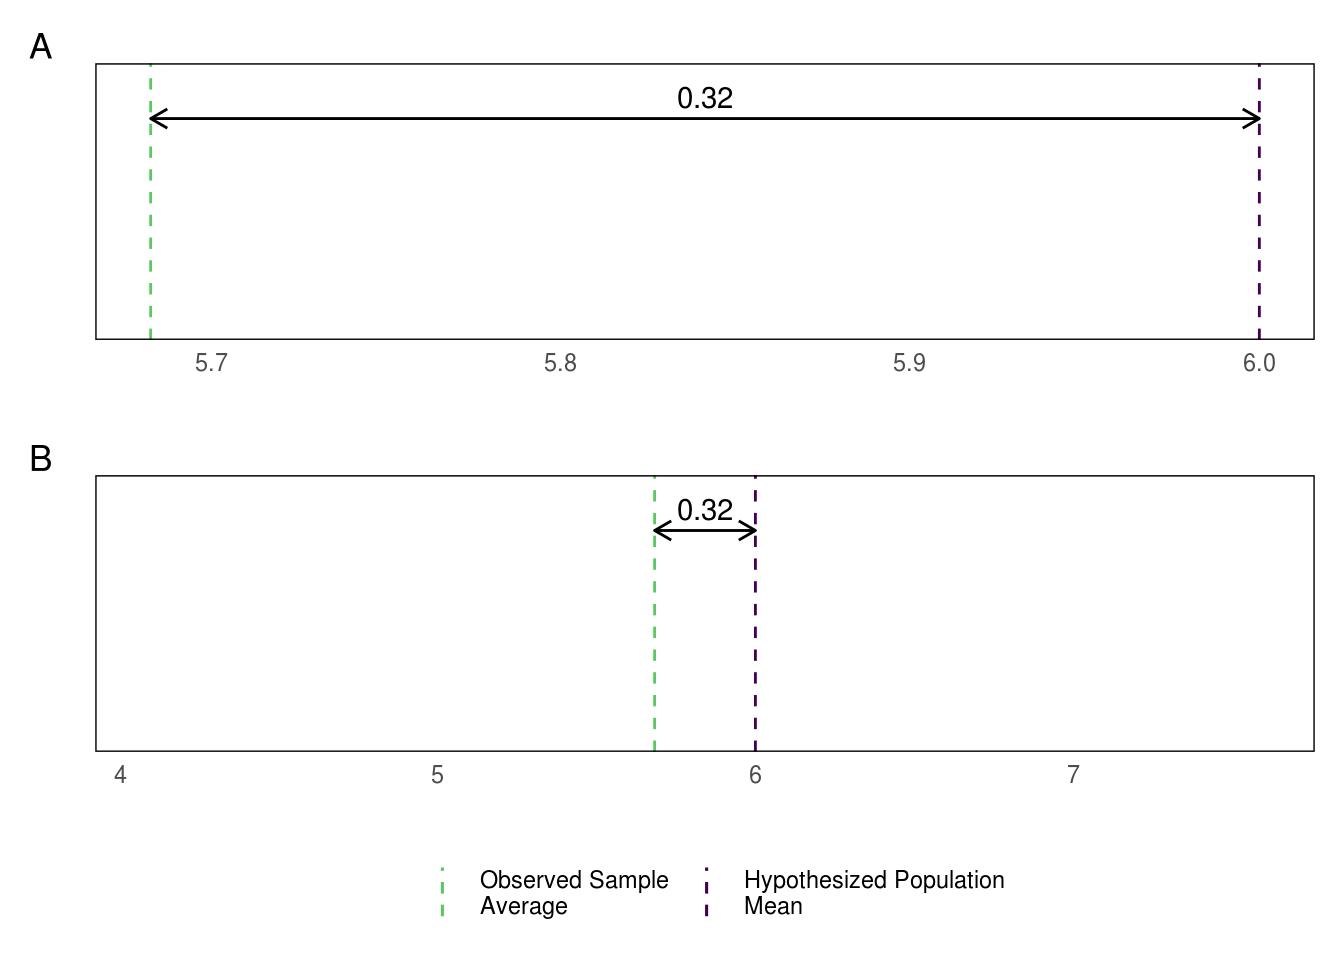 A
0.32
5.7 5.8 5.9 6.0
B
0.32
4 5 6 7
Observed Sample Average
Hypothesized Population Mean